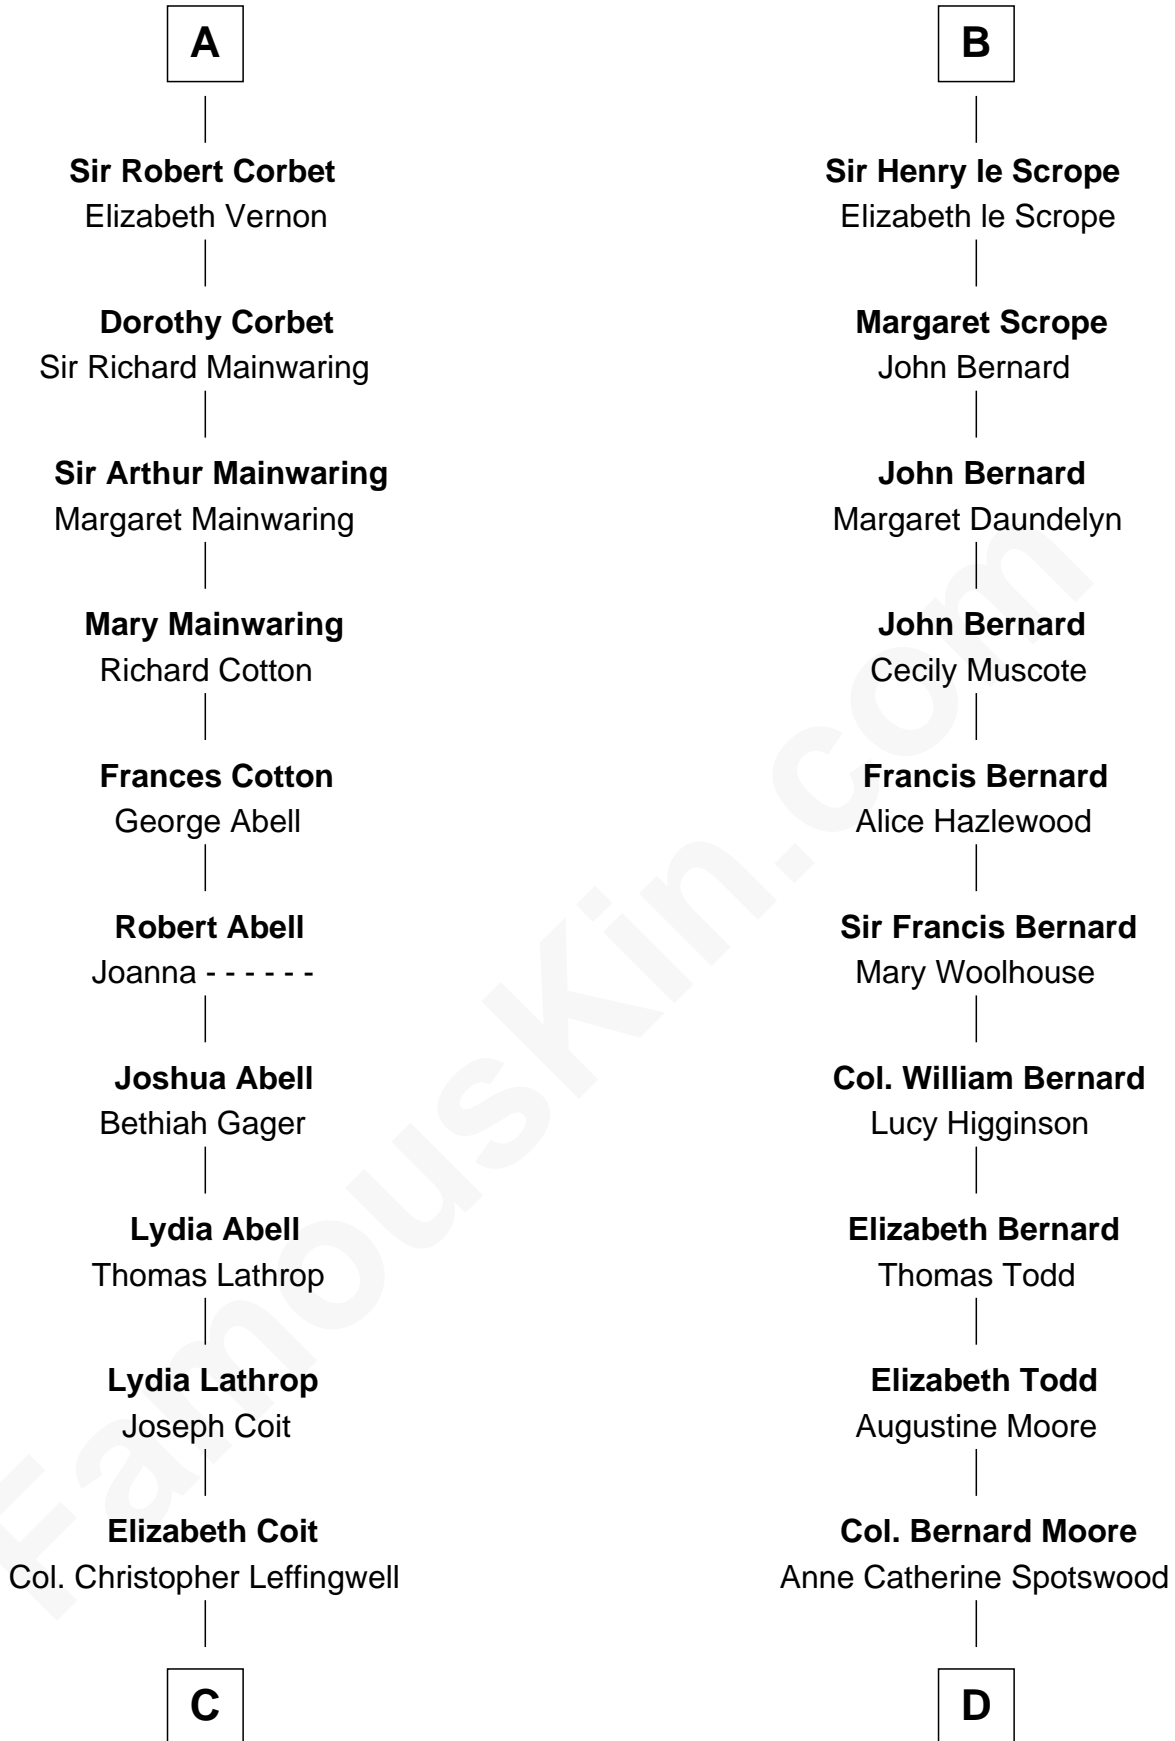 A
Sir Robert Corbet
Elizabeth Vernon
Dorothy Corbet
Sir Richard Mainwaring
Sir Arthur Mainwaring
Margaret Mainwaring
Mary Mainwaring
Richard Cotton
Frances Cotton
George Abell
Robert Abell
Joanna - - - - - -
Joshua Abell
Bethiah Gager
Lydia Abell
Thomas Lathrop
Lydia Lathrop
Joseph Coit
Elizabeth Coit
Col. Christopher Leffingwell
C
B
Sir Henry le Scrope
Elizabeth le Scrope
Margaret Scrope
John Bernard
John Bernard
Margaret Daundelyn
John Bernard
Cecily Muscote
Francis Bernard
Alice Hazlewood
Sir Francis Bernard
Mary Woolhouse
Col. William Bernard
Lucy Higginson
Elizabeth Bernard
Thomas Todd
Elizabeth Todd
Augustine Moore
Col. Bernard Moore
Anne Catherine Spotswood
D
FamousKin.com